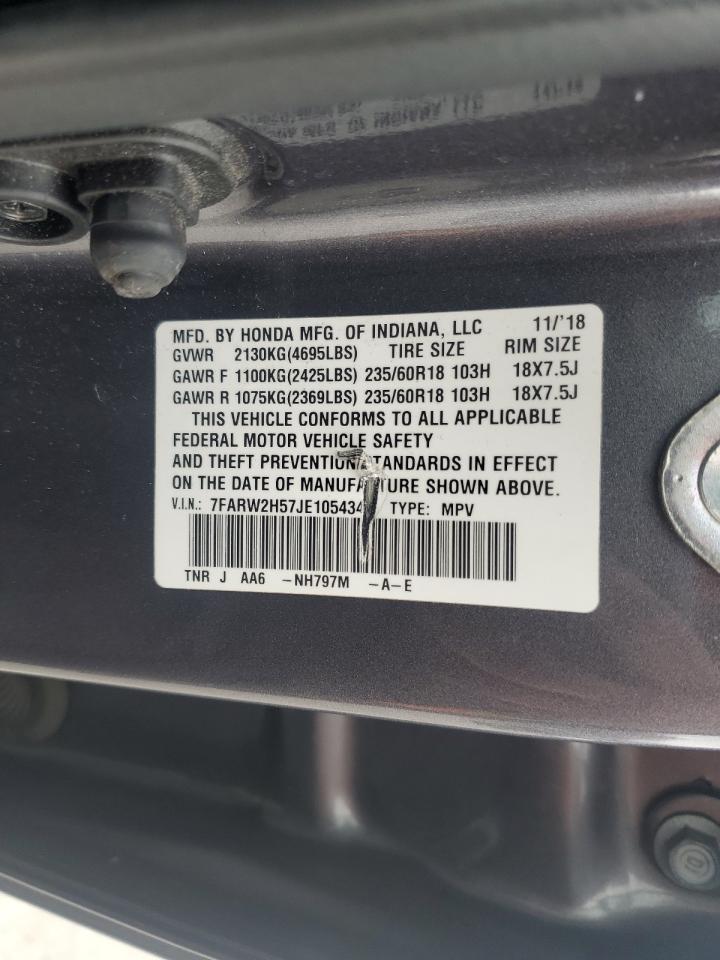 MFD. BY HONDA MFG. OF INDIANA, LLC 11/'18
GVWR 2130KG(4695LBS) TIRE SIZE RIM SIZE
GAWR F 1100KG(2425LBS) 235/60R18 103H 18X7.5J
GAWR R 1075KG(2369LBS) 235/60R18 103H 18X7.5J
THIS VEHICLE CONFORMS TO ALL APPLICABLE
FEDERAL MOTOR VEHICLE SAFETY
AND THEFT PREVENTION STANDARDS IN EFFECT
ON THE DATE OF MANUFACTURE SHOWN ABOVE.
V.I.N.: 7FARW2H57JE105434 TYPE: MPV
TNR J AA6 -NH797M -A-E